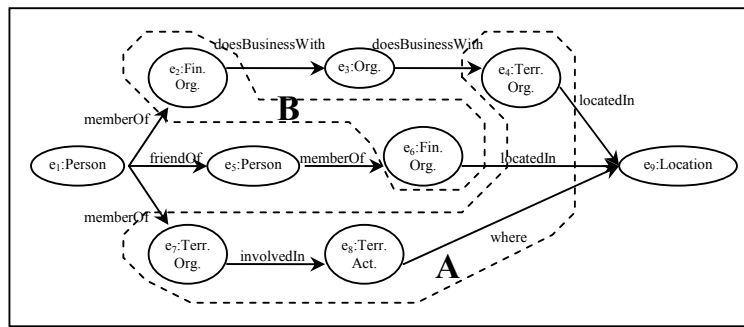 doesBusinessWith
doesBusinessWith
e₂:Fin.
Org.
e₃:Org.
e₄:Terr.
Org.
locatedIn
memberOf
B
e₁:Person
friendOf
e₅:Person
memberOf
e₆:Fin.
Org.
locatedIn
e₉:Location
memberOf
e₇:Terr.
Org.
involvedIn
e₈:Terr.
Act.
where
A